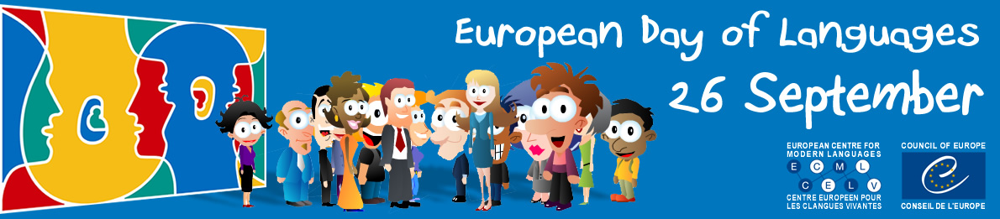 European Day of Languages
26 September
EUROPEAN CENTRE FOR
MODERN LANGUAGES
E C M L
C E L V
CENTRE EUROPEEN POUR
LES CLANGUES VIVANTES
COUNCIL OF EUROPE
CONSEIL DE L'EUROPE